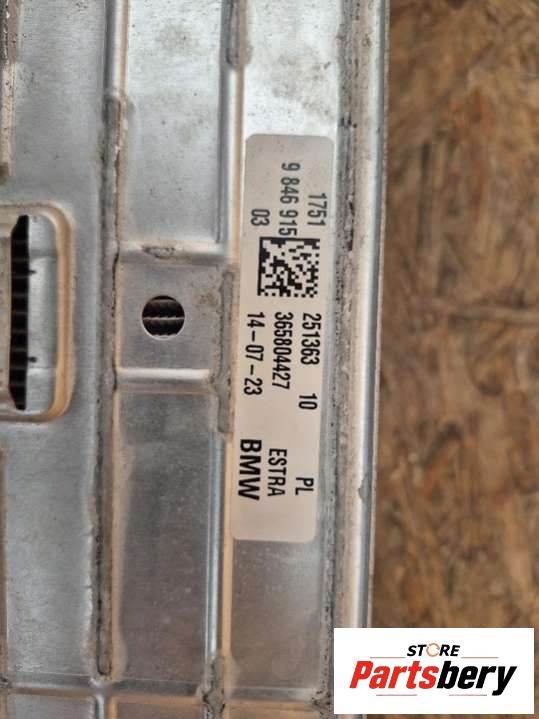 1751
9 846 915
03
251363 10 PL
365804427 ESTRA
14-07-23 BMW
STORE
Partsbery